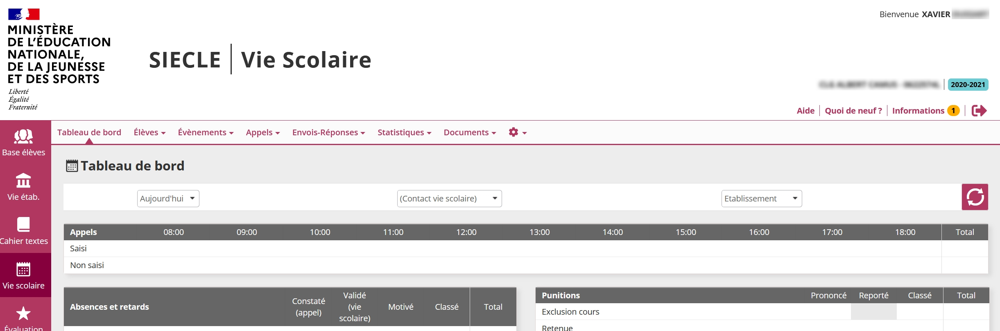 Bienvenue XAVIER
MINISTÈRE
DE L'ÉDUCATION
NATIONALE,
DE LA JEUNESSE
ET DES SPORTS
Liberté
Égalité
Fraternité
SIECLE | Vie Scolaire
2020-2021
Aide | Quoi de neuf ? | Informations 1
Tableau de bord Élèves Évènements Appels Envois-Réponses Statistiques Documents
Base élèves
Vie étab.
Cahier textes
Vie scolaire
Évaluation
Tableau de bord
Aujourd'hui (Contact vie scolaire) Etablissement
Appels 08:00 09:00 10:00 11:00 12:00 13:00 14:00 15:00 16:00 17:00 18:00 Total
Saisi
Non saisi
Absences et retards Constaté (appel) Validé (vie scolaire) Motivé Classé Total
Punitions Prononcé Reporté Classé Total
Exclusion cours
Retenue